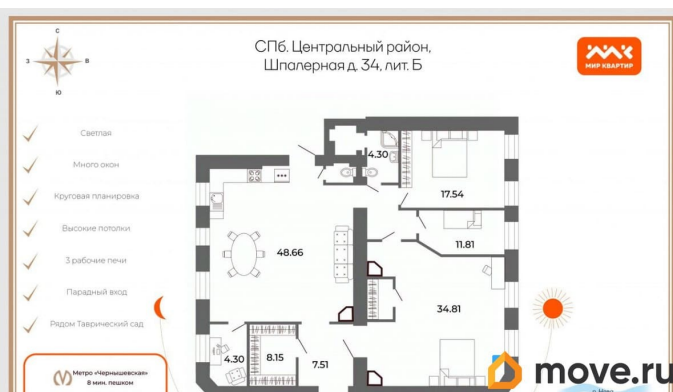 С
З
В
Ю
СПб. Центральный район,
Шпалерная д. 34, лит. Б
МИР КВАРТИР
Светлая
Много окон
Круговая планировка
Высокие потолки
3 рабочие печи
Парадный вход
Рядом Таврический сад
Метро «Чернышевская»
8 мин. пешком
4.30
17.54
11.81
48.66
34.81
4.30
8.15
7.51
move.ru